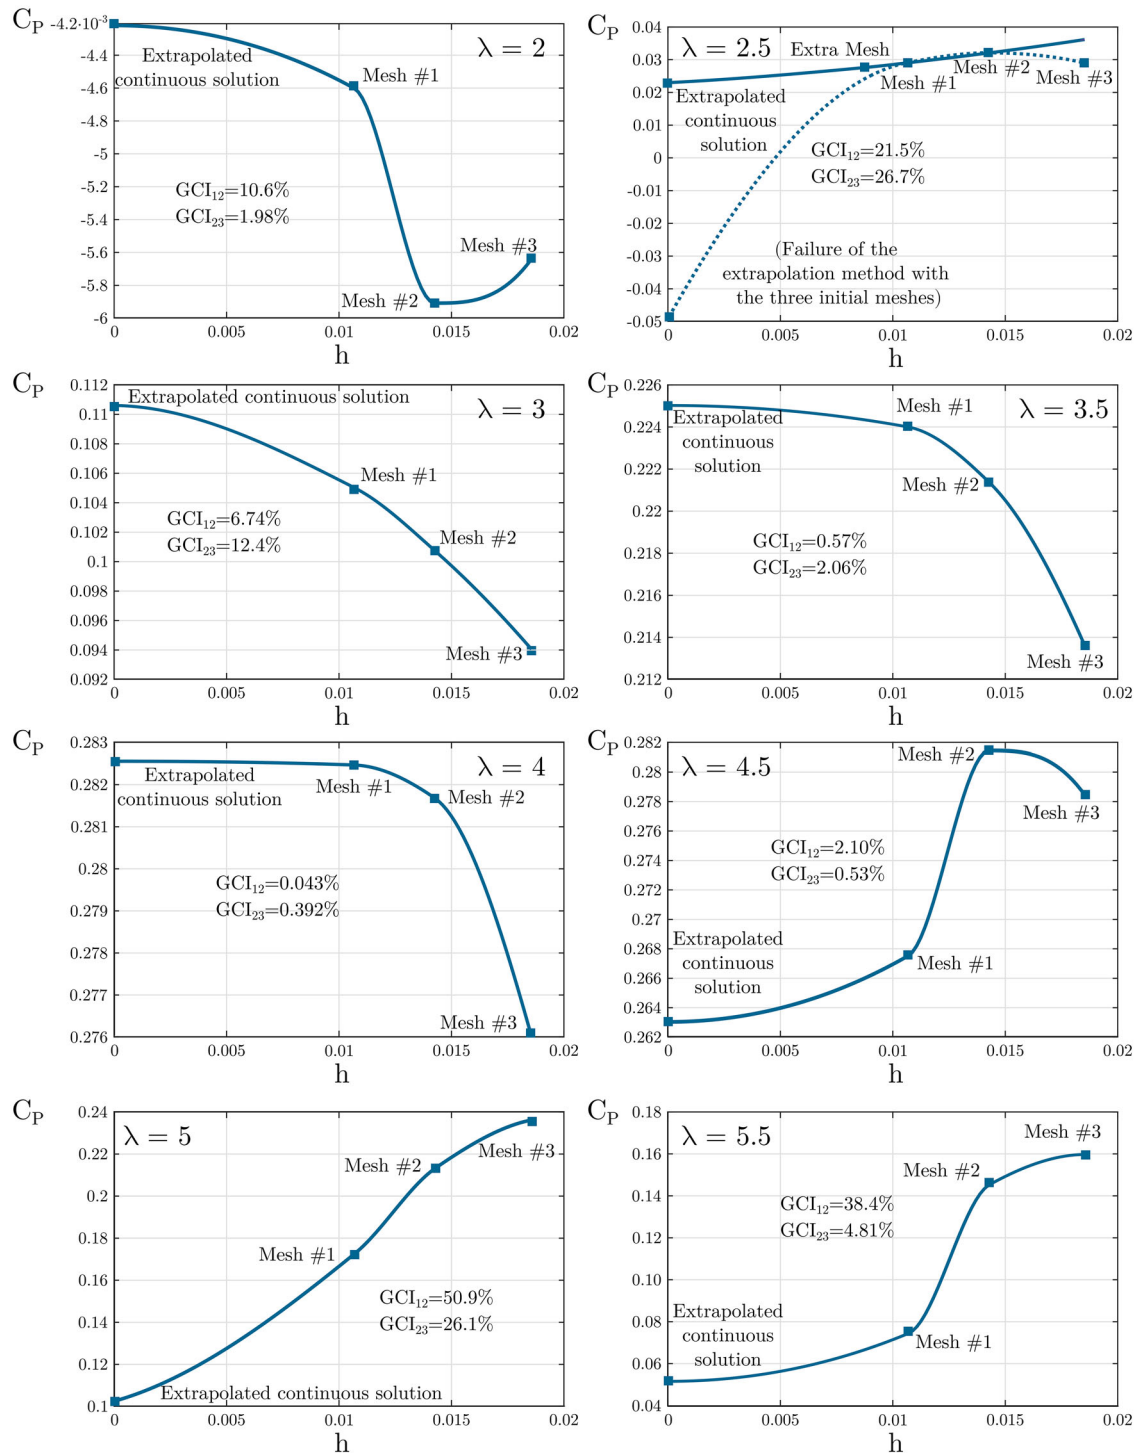 C_P
-4.2·10⁻³
-4.4
-4.6
-4.8
-5
-5.2
-5.4
-5.6
-5.8
-6
λ = 2
Extrapolated
continuous solution
Mesh #1
GCI₁₂=10.6%
GCI₂₃=1.98%
Mesh #3
Mesh #2
0 0.005 0.01 0.015 0.02
h
C_P
0.04
0.03
0.02
0.01
0
-0.01
-0.02
-0.03
-0.04
-0.05
λ = 2.5
Extra Mesh
Mesh #2
Mesh #3
Mesh #1
Extrapolated
continuous
solution
GCI₁₂=21.5%
GCI₂₃=26.7%
(Failure of the
extrapolation method with
the three initial meshes)
0 0.005 0.01 0.015 0.02
h
C_P
0.112
0.11
0.108
0.106
0.104
0.102
0.1
0.098
0.096
0.094
0.092
Extrapolated continuous solution
λ = 3
Mesh #1
GCI₁₂=6.74%
GCI₂₃=12.4%
Mesh #2
Mesh #3
0 0.005 0.01 0.015 0.02
h
C_P
0.226
0.224
0.222
0.22
0.218
0.216
0.214
0.212
Mesh #1
λ = 3.5
Extrapolated
continuous
solution
Mesh #2
GCI₁₂=0.57%
GCI₂₃=2.06%
Mesh #3
0 0.005 0.01 0.015 0.02
h
C_P
0.283
0.282
0.281
0.28
0.279
0.278
0.277
0.276
λ = 4
Extrapolated
continuous solution
Mesh #1
Mesh #2
GCI₁₂=0.043%
GCI₂₃=0.392%
Mesh #3
0 0.005 0.01 0.015 0.02
h
C_P
0.282
0.28
0.278
0.276
0.274
0.272
0.27
0.268
0.266
0.264
0.262
λ = 4.5
Mesh #2
Mesh #3
GCI₁₂=2.10%
GCI₂₃=0.53%
Extrapolated
continuous
solution
Mesh #1
0 0.005 0.01 0.015 0.02
h
C_P
0.24
0.22
0.2
0.18
0.16
0.14
0.12
0.1
λ = 5
Mesh #3
Mesh #2
Mesh #1
GCI₁₂=50.9%
GCI₂₃=26.1%
Extrapolated continuous solution
0 0.005 0.01 0.015 0.02
h
C_P
0.18
0.16
0.14
0.12
0.10
0.08
0.06
0.04
λ = 5.5
Mesh #3
Mesh #2
GCI₁₂=38.4%
GCI₂₃=4.81%
Extrapolated
continuous
solution
Mesh #1
0 0.005 0.01 0.015 0.02
h